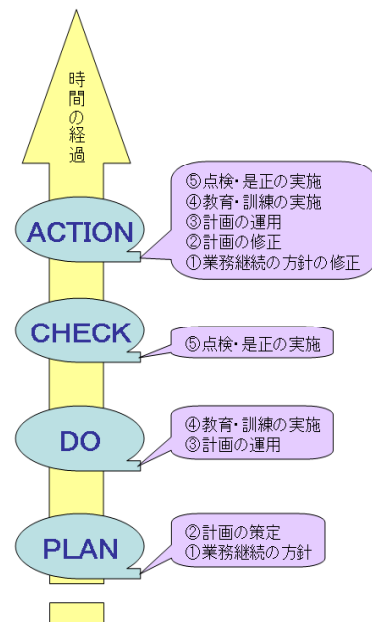 時間の経過
⑤点検・是正の実施
④教育・訓練の実施
③計画の運用
②計画の修正
①業務継続の方針の修正
ACTION
CHECK
⑤点検・是正の実施
DO
④教育・訓練の実施
③計画の運用
PLAN
②計画の策定
①業務継続の方針